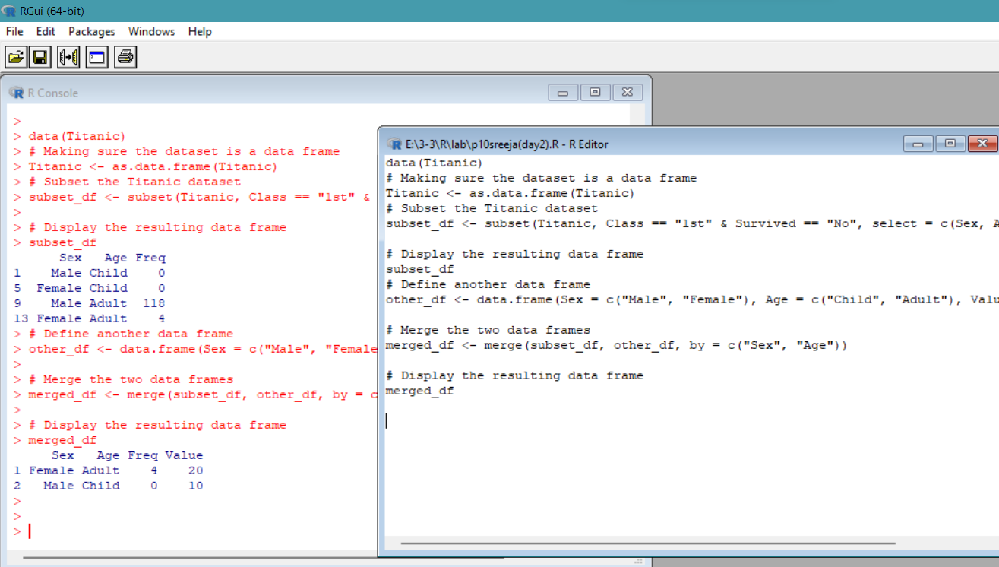 RGui (64-bit)
File Edit Packages Windows Help
R Console
>
> data(Titanic)
> # Making sure the dataset is a data frame
> Titanic <- as.data.frame(Titanic)
> # Subset the Titanic dataset
> subset_df <- subset(Titanic, Class == "1st" &
>
> # Display the resulting data frame
> subset_df
Sex Age Freq
1 Male Child 0
5 Female Child 0
9 Male Adult 118
13 Female Adult 4
> # Define another data frame
> other_df <- data.frame(Sex = c("Male", "Female
>
> # Merge the two data frames
> merged_df <- merge(subset_df, other_df, by = c
>
> # Display the resulting data frame
> merged_df
Sex Age Freq Value
1 Female Adult 4 20
2 Male Child 0 10
>
>
>
E:\3-3\R\lab\p10sreeja(day2).R - R Editor
data(Titanic)
# Making sure the dataset is a data frame
Titanic <- as.data.frame(Titanic)
# Subset the Titanic dataset
subset_df <- subset(Titanic, Class == "1st" & Survived == "No", select = c(Sex, A
# Display the resulting data frame
subset_df
# Define another data frame
other_df <- data.frame(Sex = c("Male", "Female"), Age = c("Child", "Adult"), Valu
# Merge the two data frames
merged_df <- merge(subset_df, other_df, by = c("Sex", "Age"))
# Display the resulting data frame
merged_df